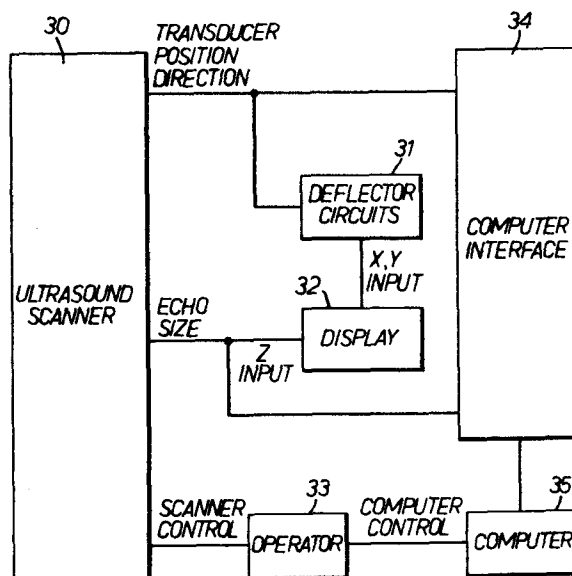 30
TRANSDUCER
POSITION
DIRECTION
34
31
DEFLECTOR
CIRCUITS
COMPUTER
INTERFACE
X,Y
INPUT
32
ULTRASOUND
SCANNER
ECHO
SIZE
DISPLAY
Z
INPUT
SCANNER
CONTROL
33
OPERATOR
COMPUTER
CONTROL
35
COMPUTER